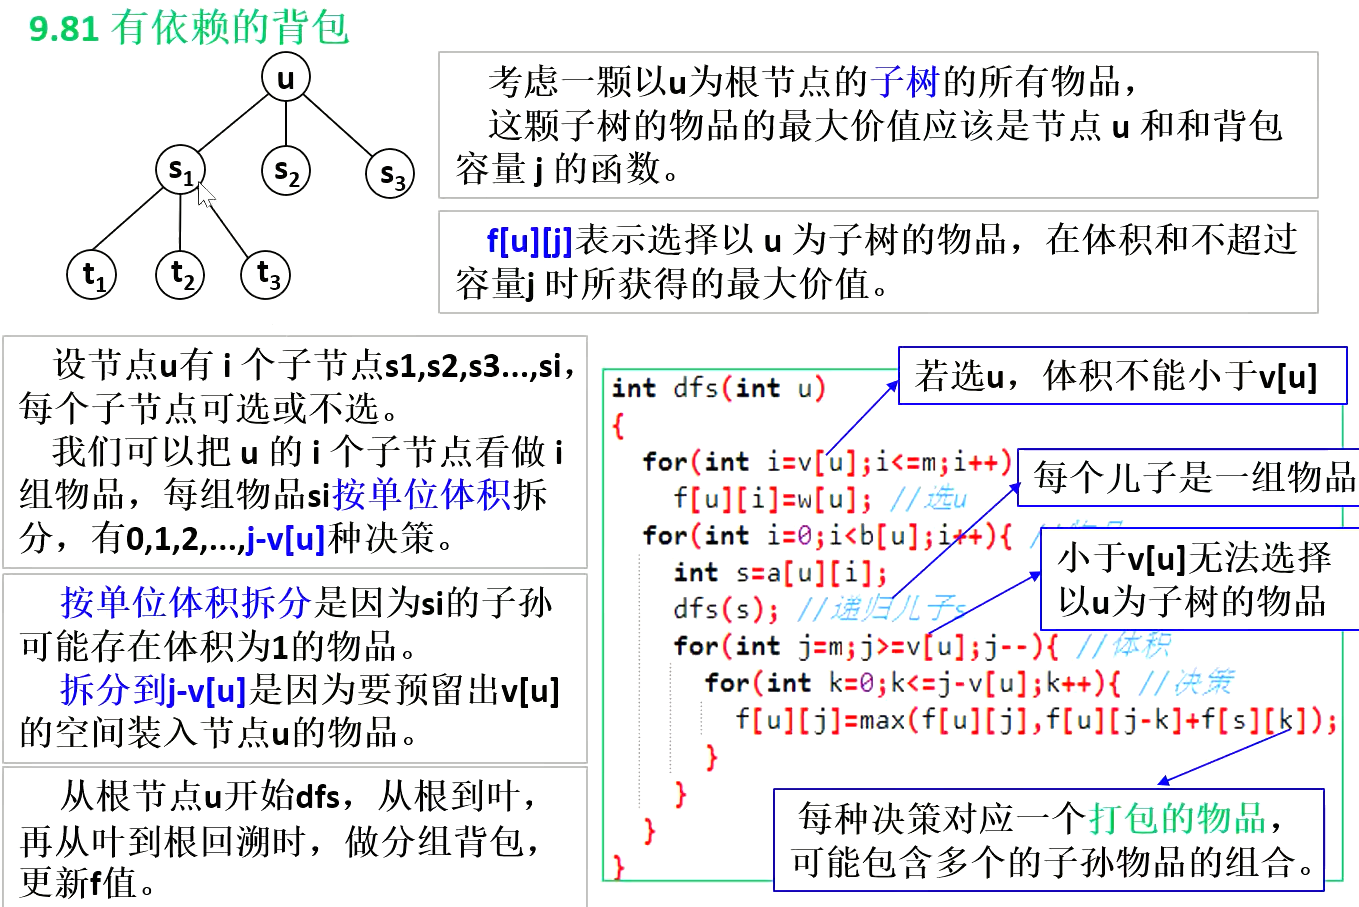 9.81 有依赖的背包
u
s1
s2
s3
t1
t2
t3
考虑一颗以u为根节点的子树的所有物品，
这颗子树的物品的最大价值应该是节点 u 和和背包
容量 j 的函数。
f[u][j]表示选择以 u 为子树的物品，在体积和不超过
容量j 时所获得的最大价值。
设节点u有 i 个子节点s1,s2,s3...,si，
每个子节点可选或不选。
我们可以把 u 的 i 个子节点看做 i
组物品，每组物品si按单位体积拆
分，有0,1,2,...,j-v[u]种决策。
按单位体积拆分是因为si的子孙
可能存在体积为1的物品。
拆分到j-v[u]是因为要预留出v[u]
的空间装入节点u的物品。
从根节点u开始dfs，从根到叶，
再从叶到根回溯时，做分组背包，
更新f值。
int dfs(int u)
{
for(int i=v[u];i<=m;i++)
f[u][i]=w[u]; //选u
for(int i=0;i<b[u];i++){ //
int s=a[u][i];
dfs(s); //递归儿子s
for(int j=m;j>=v[u];j--){ //体积
for(int k=0;k<=j-v[u];k++){ //决策
f[u][j]=max(f[u][j],f[u][j-k]+f[s][k]);
}
}
}
}
若选u，体积不能小于v[u]
每个儿子是一组物品
小于v[u]无法选择
以u为子树的物品
每种决策对应一个打包的物品，
可能包含多个的子孙物品的组合。